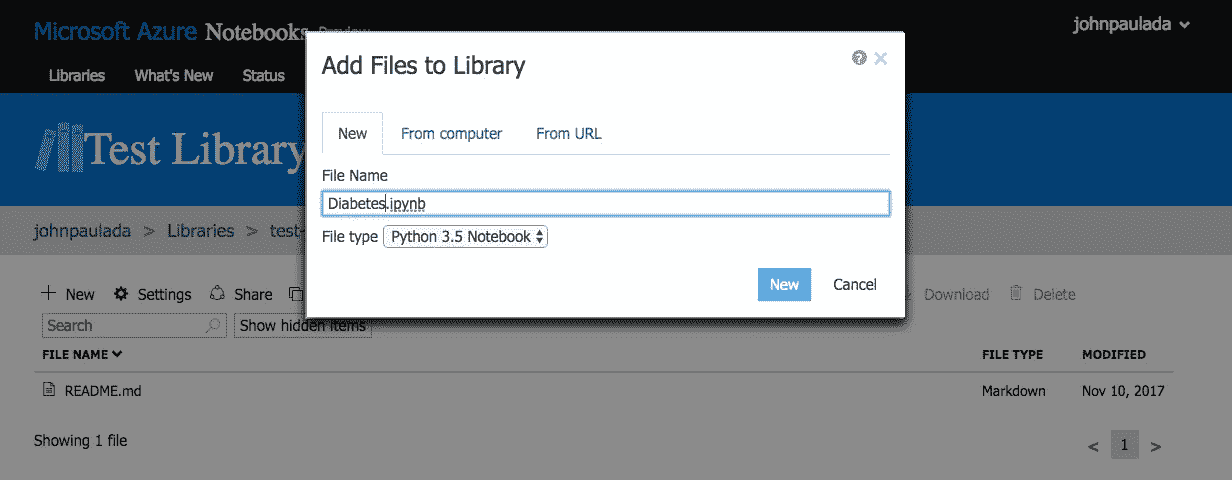 Microsoft Azure Notebooks Preview
johnpaulada
Libraries What's New Status
Test Library
johnpaulada > Libraries > test-
Add Files to Library
New From computer From URL
File Name
Diabetes.ipynb
File type Python 3.5 Notebook
New Cancel
New Settings Share Download Delete
Search Show hidden items
FILE NAME FILE TYPE MODIFIED
README.md Markdown Nov 10, 2017
Showing 1 file
< 1 >